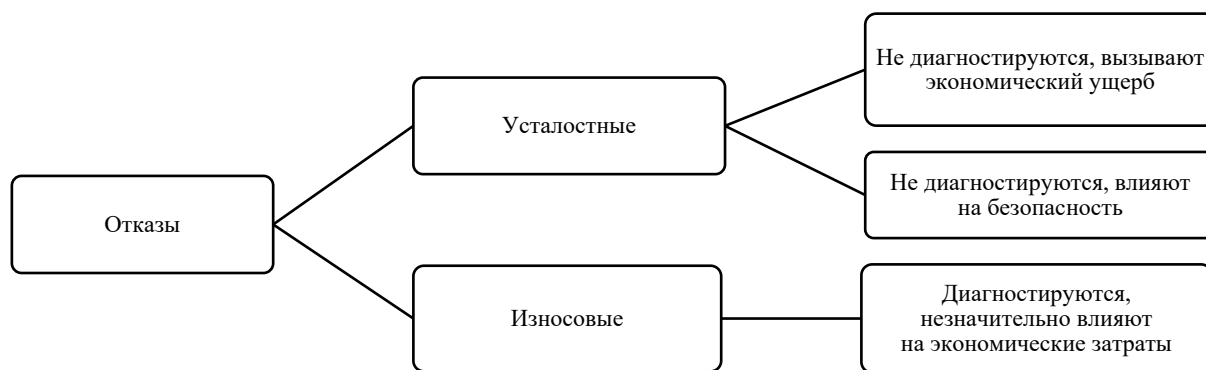 Отказы
Усталостные
Не диагностируются, вызывают
экономический ущерб
Не диагностируются, влияют
на безопасность
Износовые
Диагностируются,
незначительно влияют
на экономические затраты